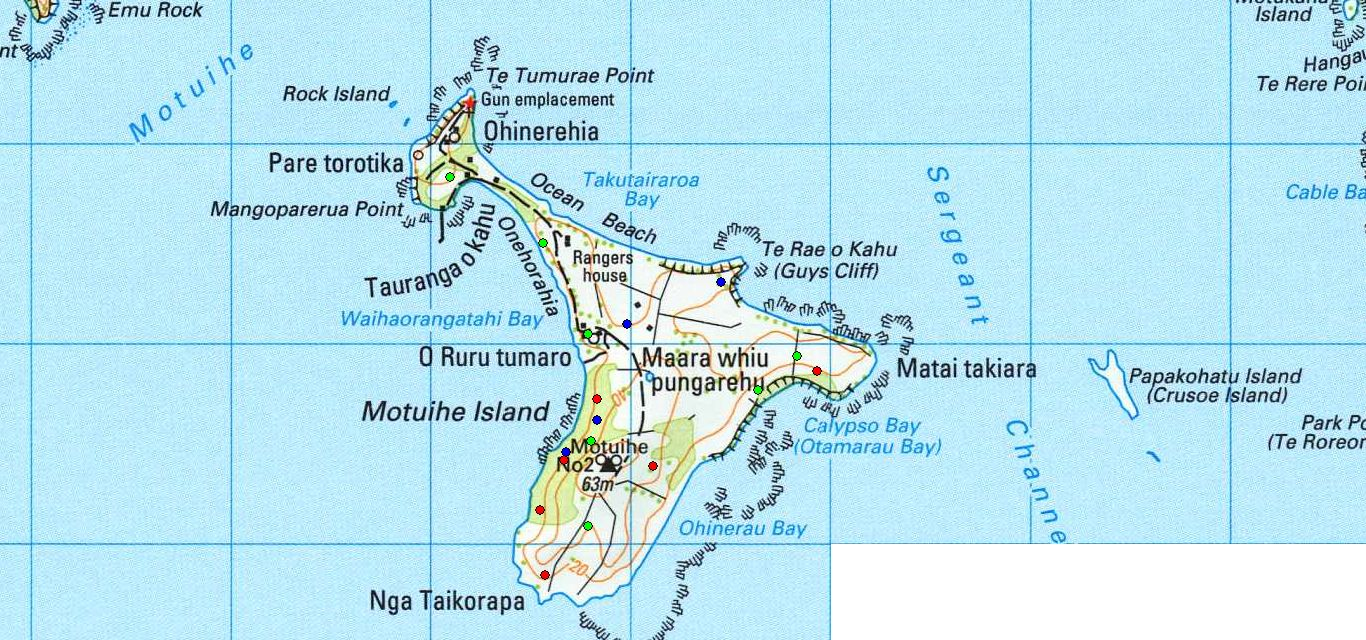 Emu Rock
Island
Hangau
Te Rere Poin
Motuihe
Te Tumurae Point
Rock Island
Gun emplacement
Ohinerehia
Pare torotika
Mangoparerua Point
Tauranga o kahu
Onehorahia
Ocean Beach
Takutairaroa
Bay
Rangers
house
Te Rae o Kahu
(Guys Cliff)
Sergeant
Channe
Cable Ba
Waihaorangatahi Bay
O Ruru tumaro
Maara whiu
pungarehu
Matai takiara
Papakohatu Island
(Crusoe Island)
Motuihe Island
40
Calypso Bay
(Otamarau Bay)
Park Po
(Te Roreor
Motuihe
No2
63m
Ohinerau Bay
20
Nga Taikorapa